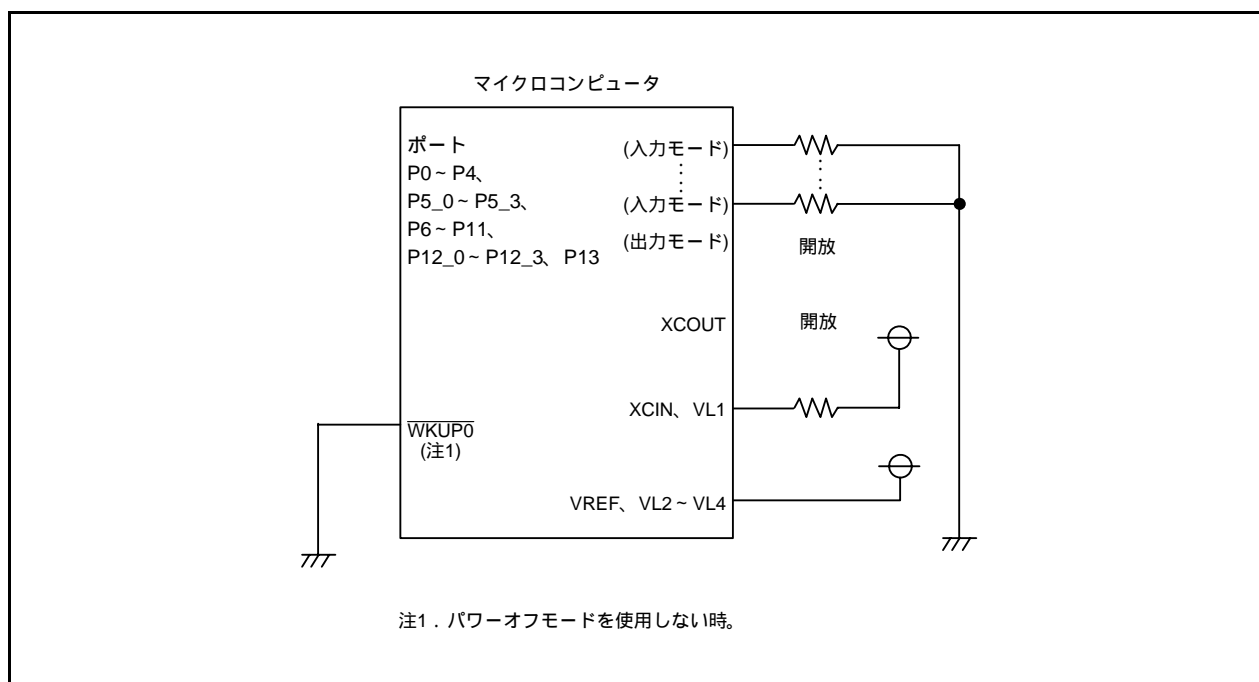 マイクロコンピュータ
ポート
P0~P4、
P5_0~P5_3、
P6~P11、
P12_0~P12_3、P13
(入力モード)
(入力モード)
(出力モード)
開放
XCOUT
開放
XCIN、VL1
WKUP0
(注1)
VREF、VL2~VL4
注1．パワーオフモードを使用しない時。